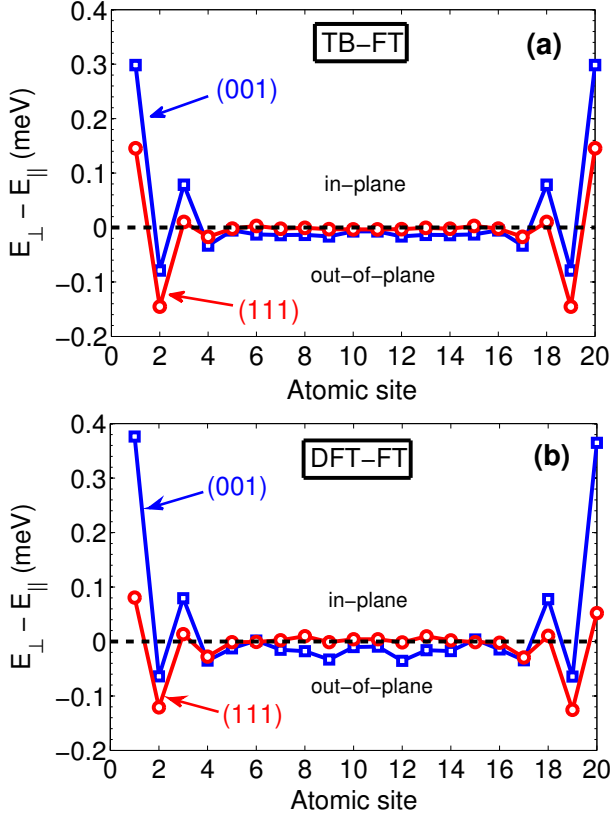 TB−FT
(a)
0.4
0.3
0.2
0.1
0
−0.1
−0.2
E⊥ − E∥ (meV)
(001)
in−plane
out−of−plane
(111)
0 2 4 6 8 10 12 14 16 18 20
Atomic site
DFT−FT
(b)
0.4
0.3
0.2
0.1
0
−0.1
−0.2
E⊥ − E∥ (meV)
(001)
in−plane
out−of−plane
(111)
0 2 4 6 8 10 12 14 16 18 20
Atomic site